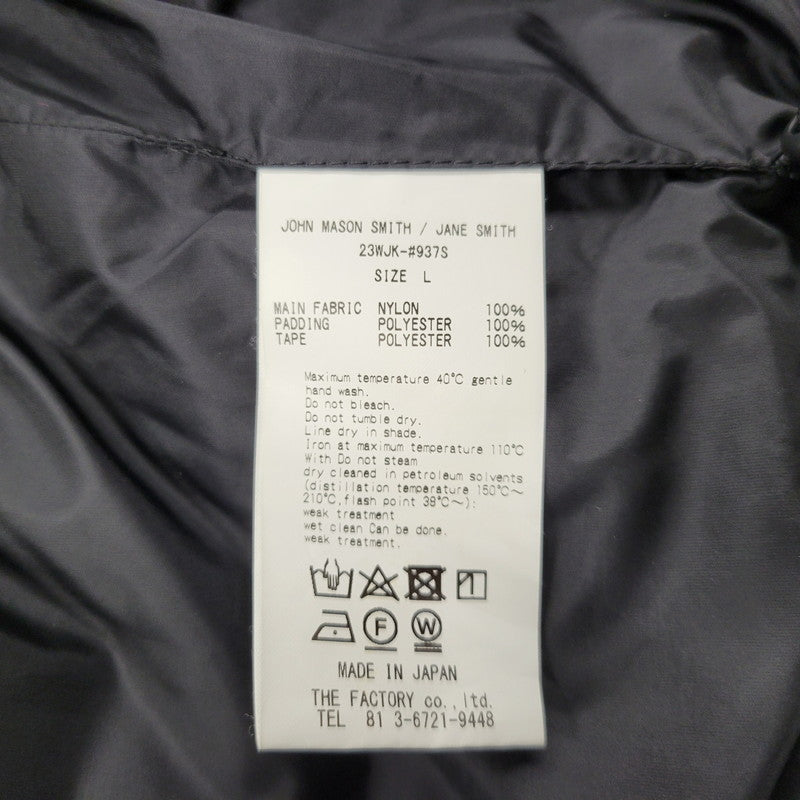 JOHN MASON SMITH / JANE SMITH
23WJK-#937S
SIZE L
MAIN FABRIC NYLON 100%
PADDING POLYESTER 100%
TAPE POLYESTER 100%
Maximum temperature 40°C gentle
hand wash.
Do not bleach.
Do not tumble dry.
Line dry in shade.
Iron at maximum temperature 110°C
With Do not steam
dry cleaned in petroleum solvents
(distillation temperature 150°C～
210°C,flash point 38°C～):
weak treatment
wet clean Can be done.
weak treatment.
F W
MADE IN JAPAN
THE FACTORY co.,ltd.
TEL 81 3-6721-9448